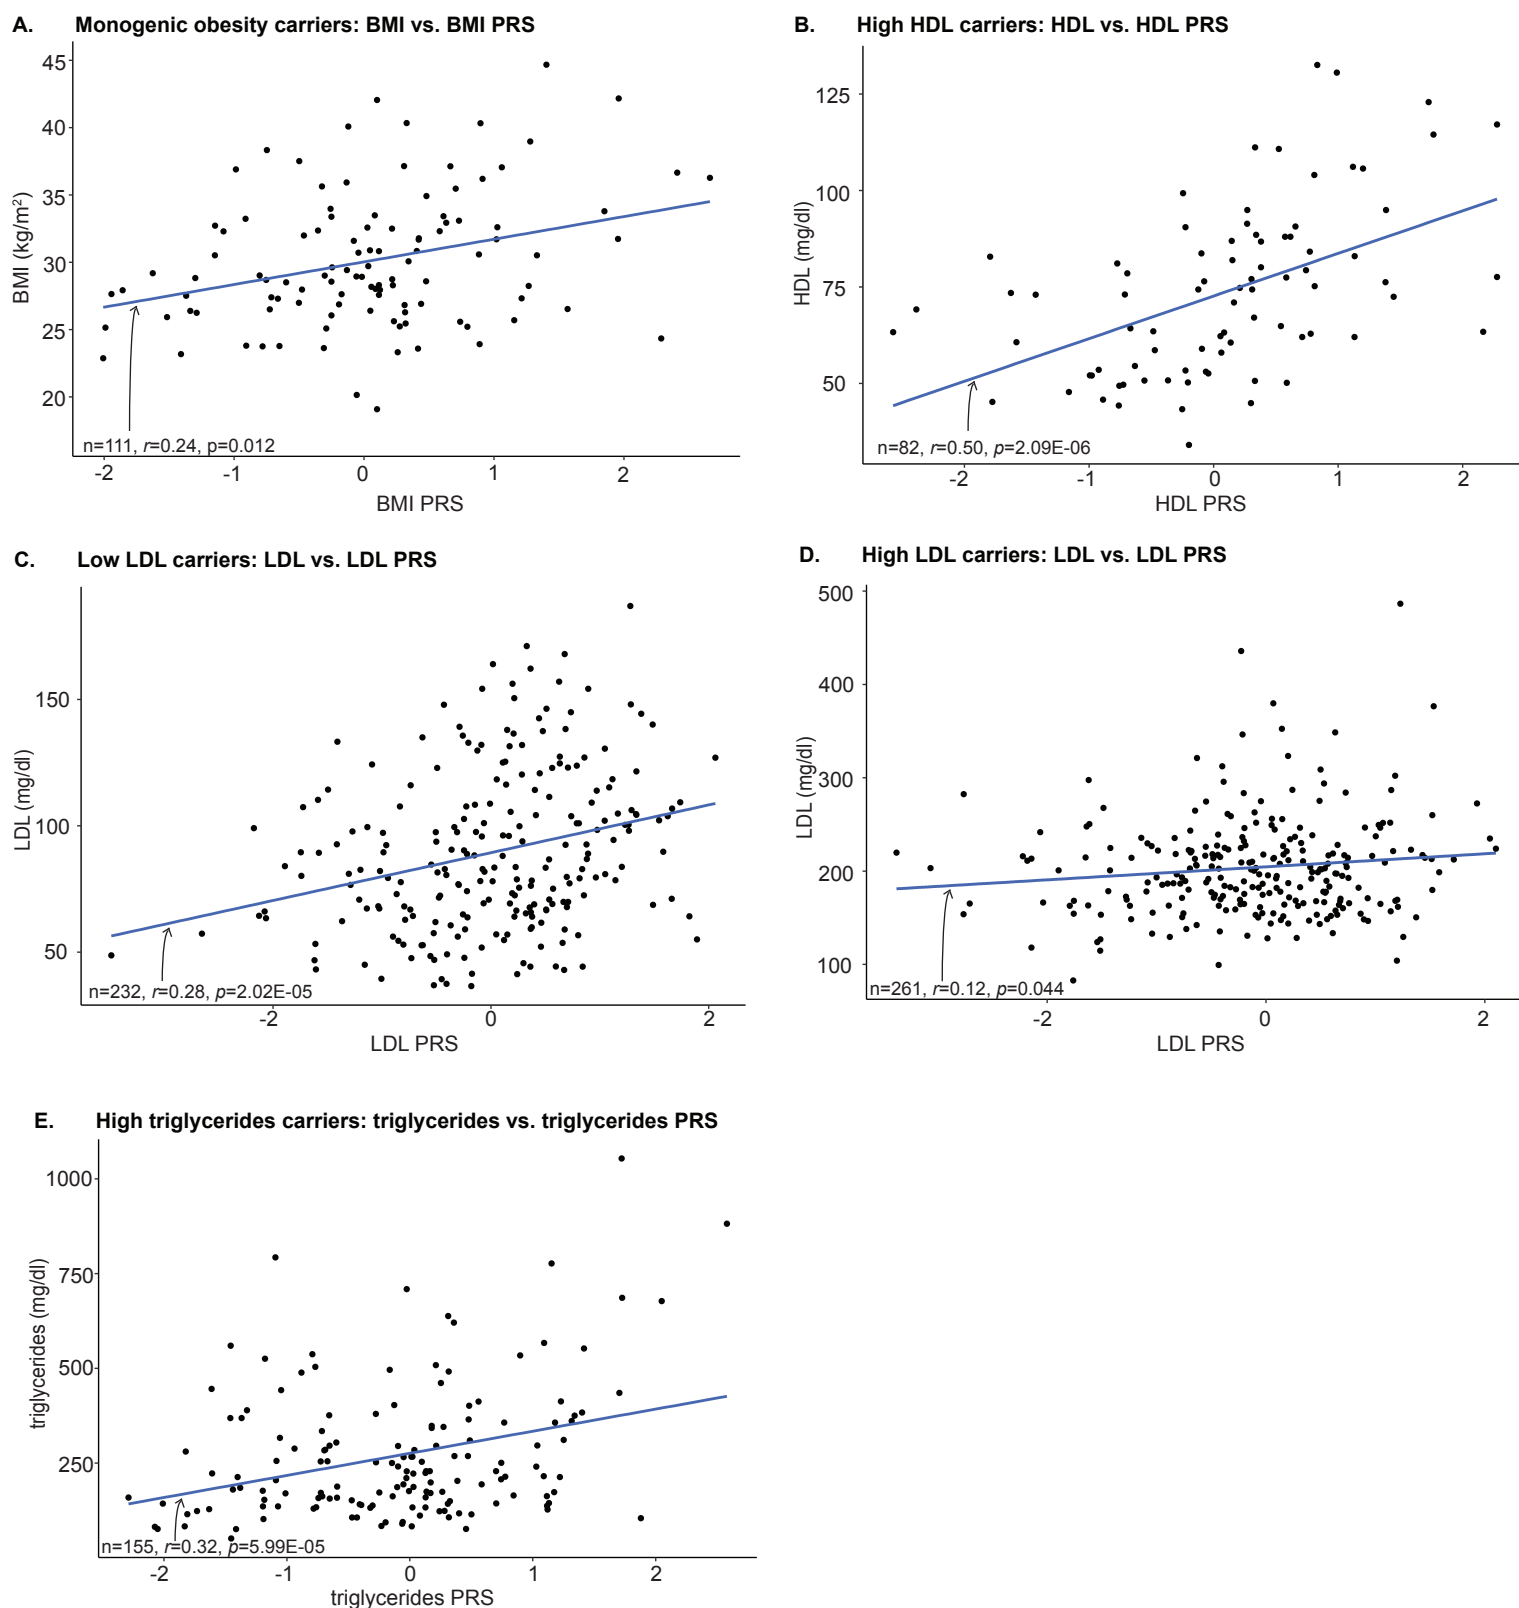 A. Monogenic obesity carriers: BMI vs. BMI PRS
45
40
35
30
25
20
BMI (kg/m²)
n=111, r=0.24, p=0.012
-2 -1 0 1 2
BMI PRS
B. High HDL carriers: HDL vs. HDL PRS
125
100
75
50
HDL (mg/dl)
n=82, r=0.50, p=2.09E-06
-2 -1 0 1 2
HDL PRS
C. Low LDL carriers: LDL vs. LDL PRS
150
100
50
LDL (mg/dl)
n=232, r=0.28, p=2.02E-05
-2 0 2
LDL PRS
D. High LDL carriers: LDL vs. LDL PRS
500
400
300
200
100
LDL (mg/dl)
n=261, r=0.12, p=0.044
-2 0 2
LDL PRS
E. High triglycerides carriers: triglycerides vs. triglycerides PRS
1000
750
500
250
triglycerides (mg/dl)
n=155, r=0.32, p=5.99E-05
-2 -1 0 1 2
triglycerides PRS